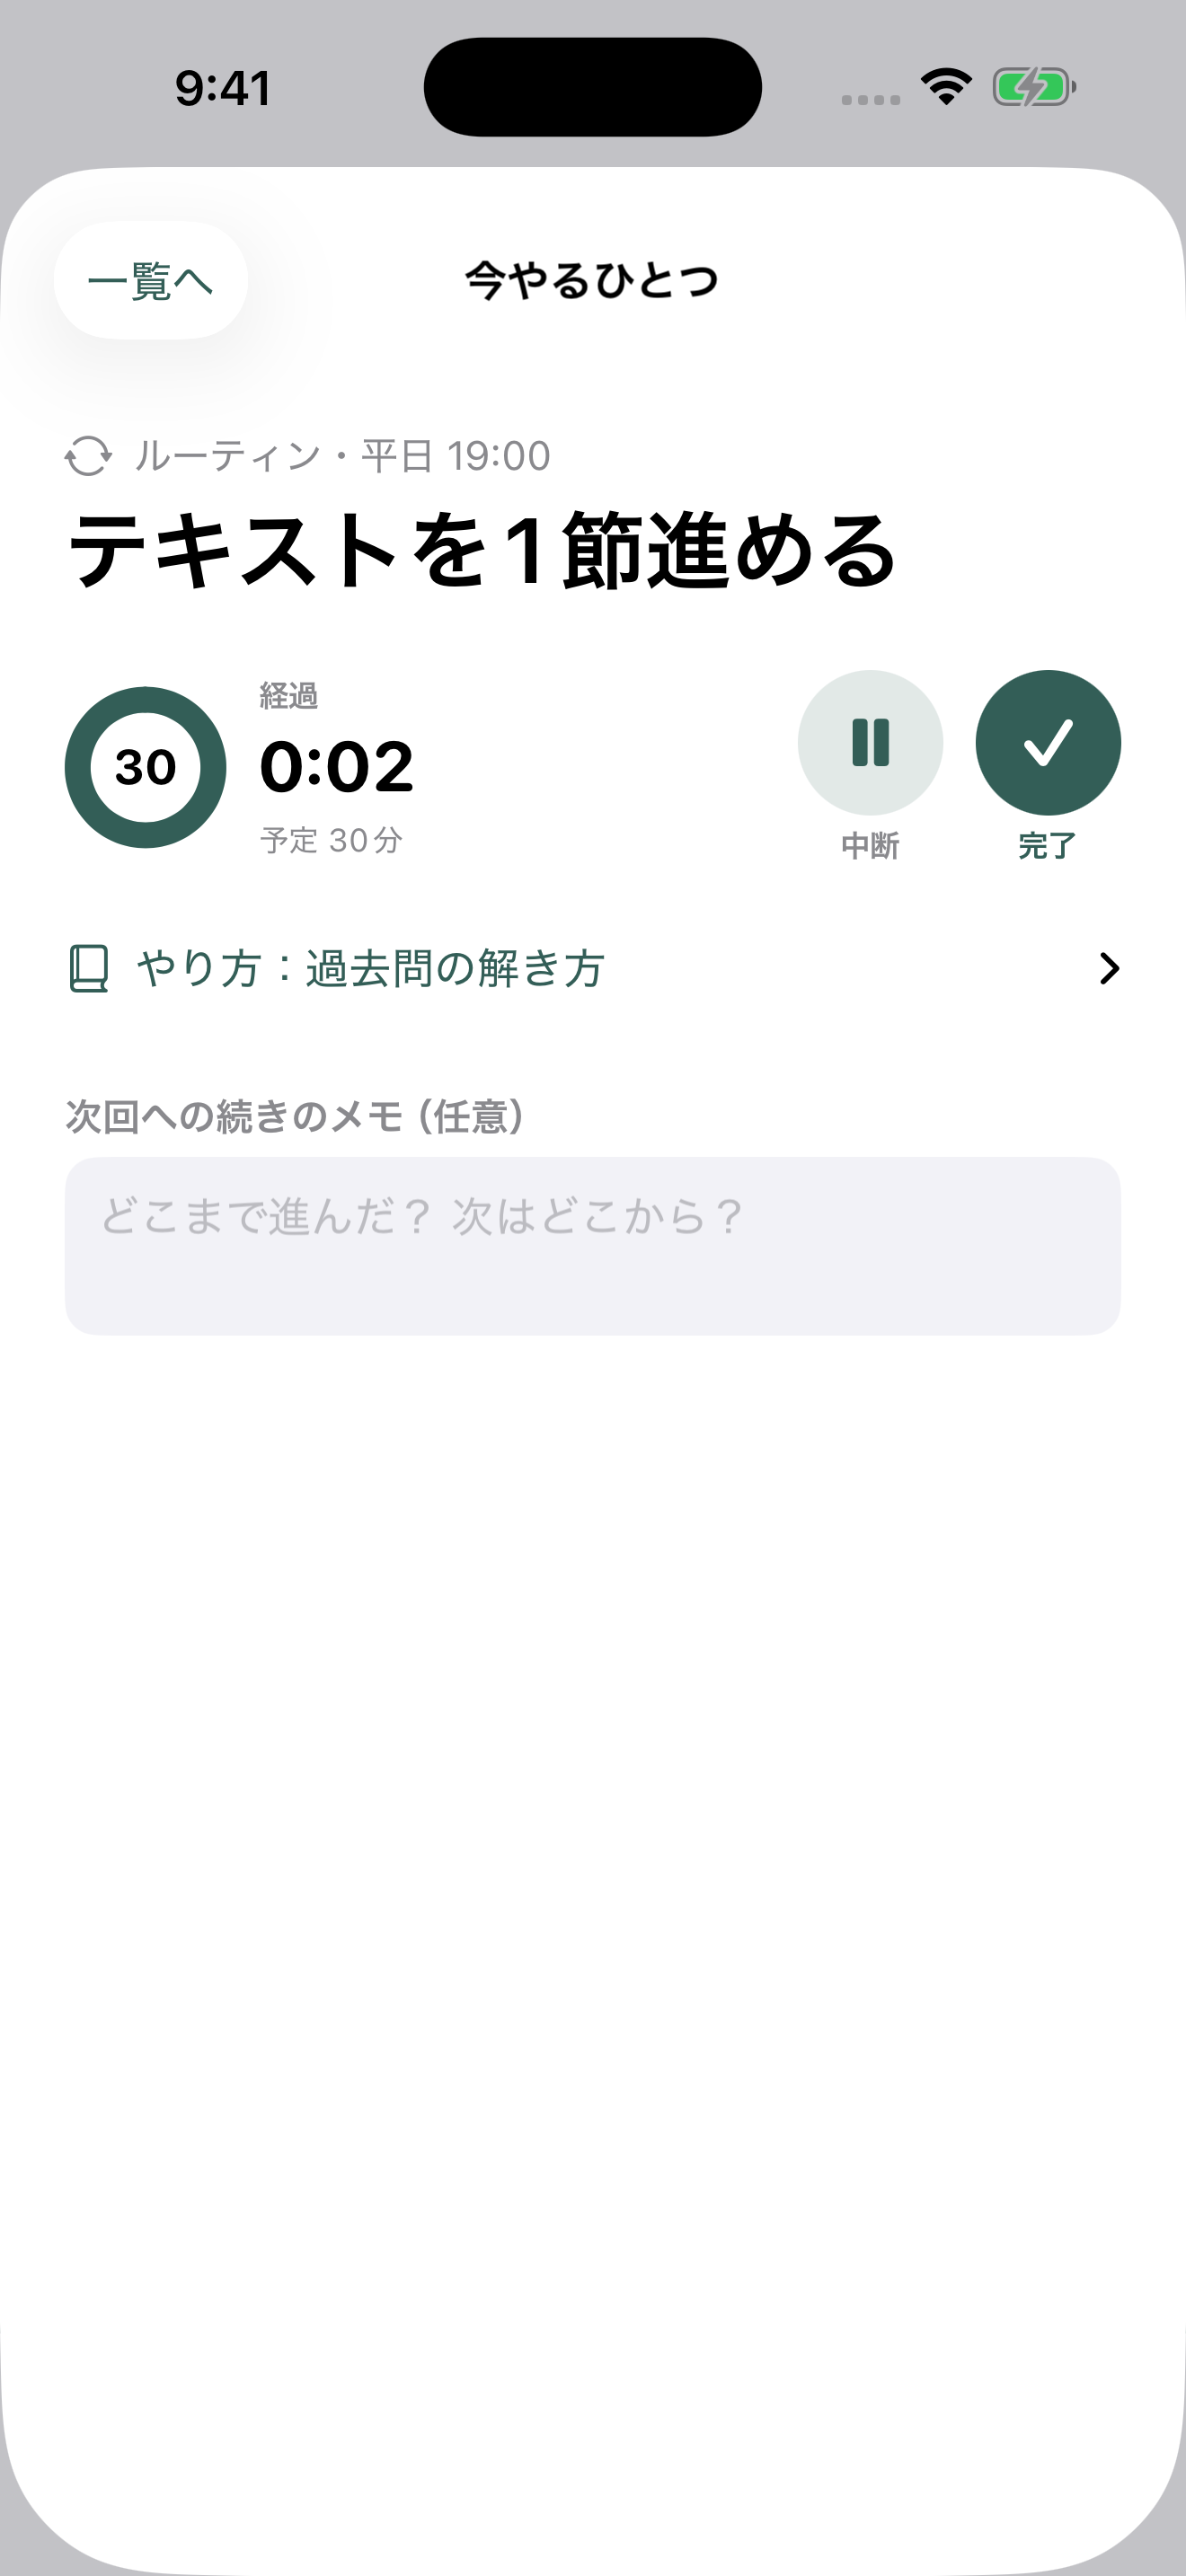 9:41
一覧へ
今やるひとつ
ルーティン・平日 19:00
テキストを1節進める
30
経過
0:02
予定 30分
中断
完了
やり方：過去問の解き方
次回への続きのメモ（任意）
どこまで進んだ？ 次はどこから？